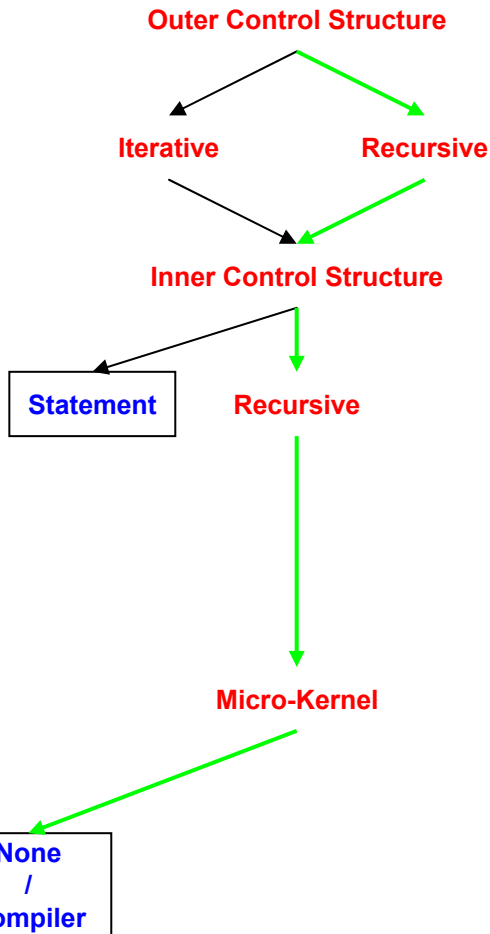 Outer Control Structure
Iterative Recursive
Inner Control Structure
Statement Recursive
Micro-Kernel
None
/
ompiler